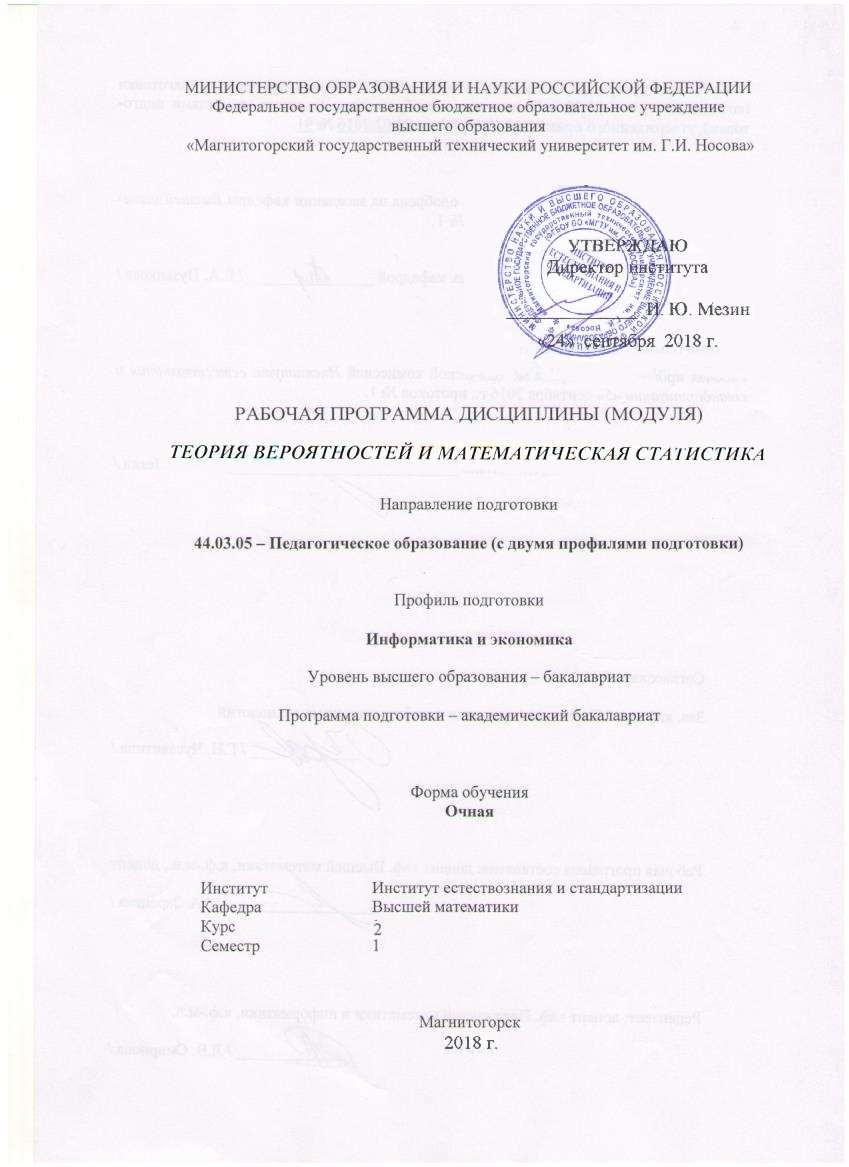 МИНИСТЕРСТВО ОБРАЗОВАНИЯ И НАУКИ РОССИЙСКОЙ ФЕДЕРАЦИИ
Федеральное государственное бюджетное образовательное учреждение
высшего образования
«Магнитогорский государственный технический университет им. Г.И. Носова»
УТВЕРЖДАЮ
Директор института
И. Ю. Мезин
«24» сентября 2018 г.
РАБОЧАЯ ПРОГРАММА ДИСЦИПЛИНЫ (МОДУЛЯ)
ТЕОРИЯ ВЕРОЯТНОСТЕЙ И МАТЕМАТИЧЕСКАЯ СТАТИСТИКА
Направление подготовки
44.03.05 – Педагогическое образование (с двумя профилями подготовки)
Профиль подготовки
Информатика и экономика
Уровень высшего образования – бакалавриат
Программа подготовки – академический бакалавриат
Форма обучения
Очная
Институт Институт естествознания и стандартизации
Кафедра Высшей математики
Курс 2
Семестр 1
Магнитогорск
2018 г.